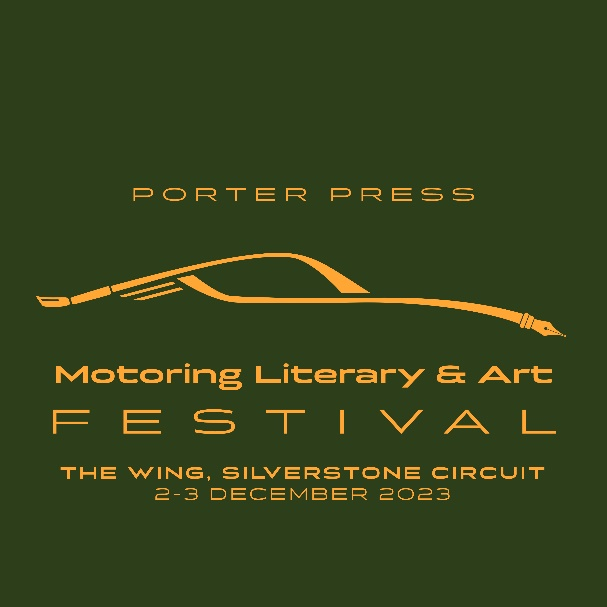 PORTER PRESS
Motoring Literary & Art
FESTIVAL
THE WING, SILVERSTONE CIRCUIT
2-3 DECEMBER 2023